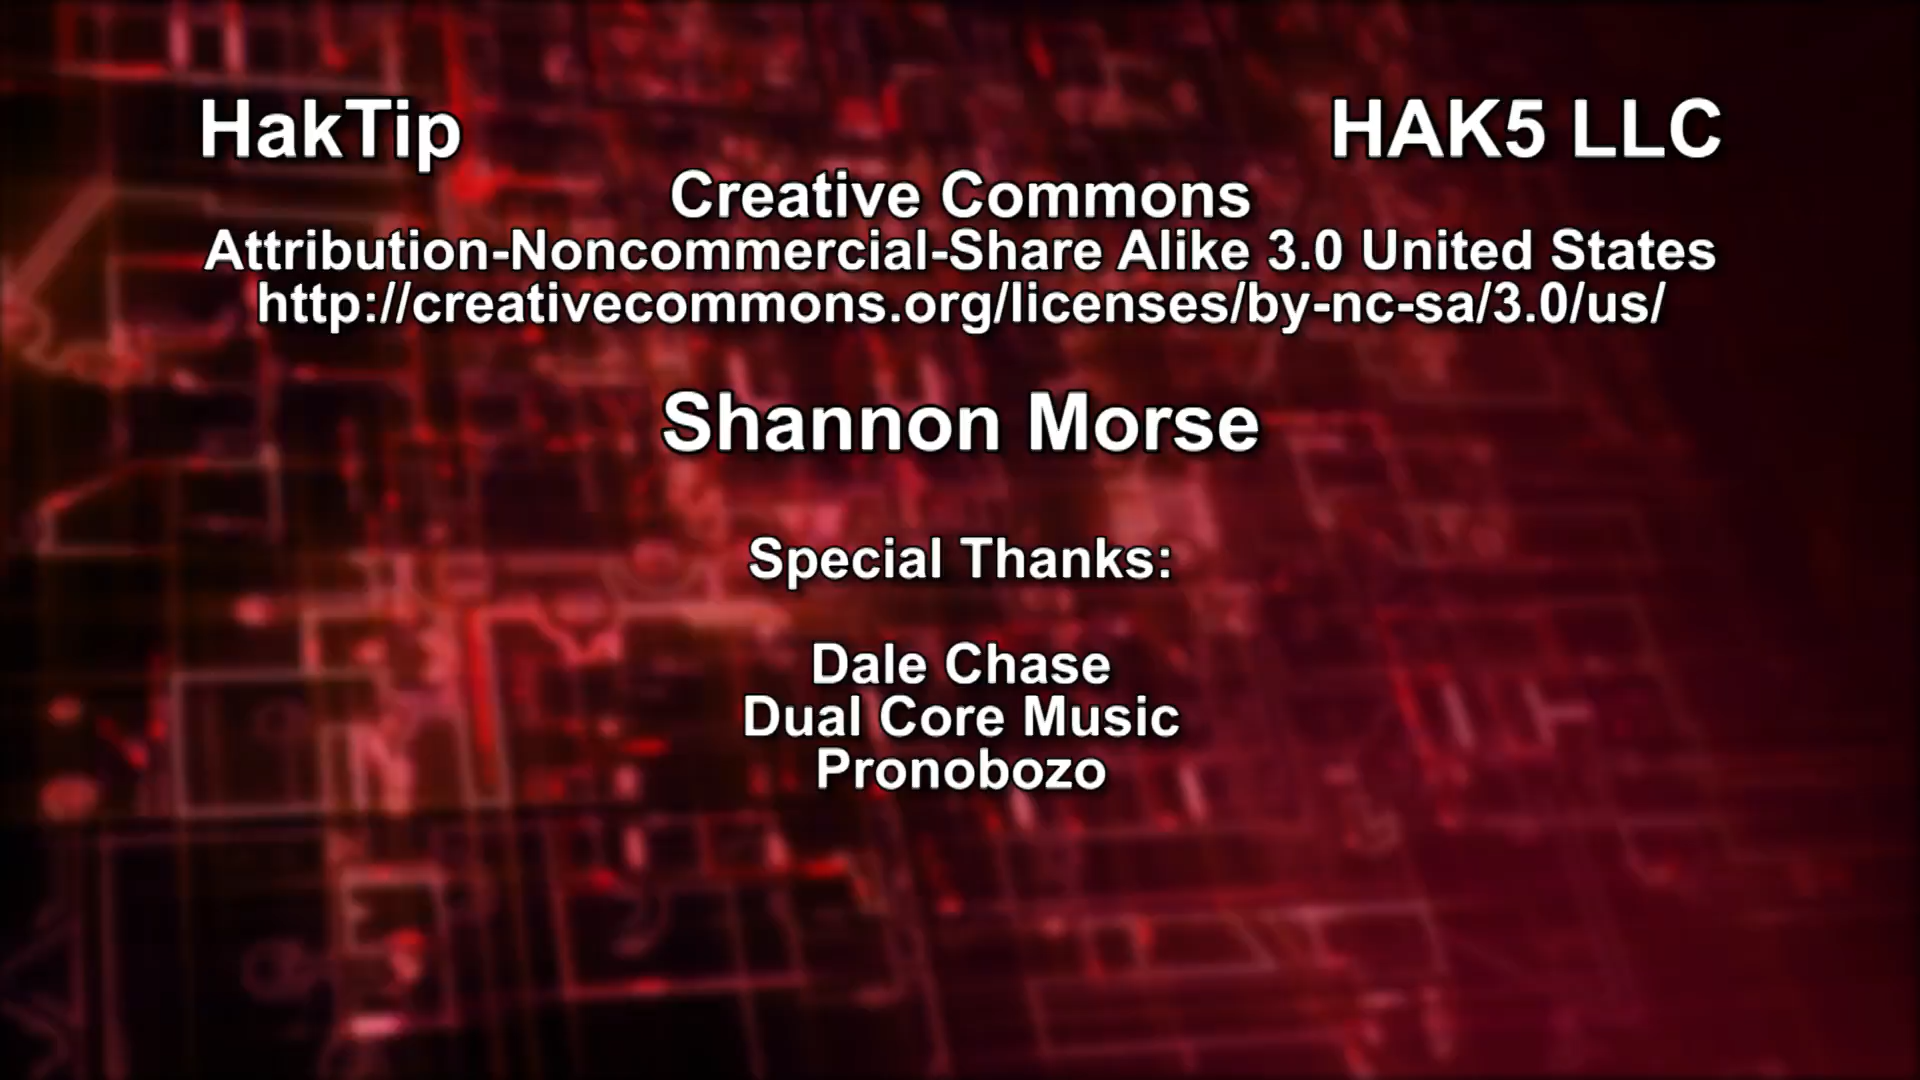 HakTip HAK5 LLC
Creative Commons
Attribution-Noncommercial-Share Alike 3.0 United States
http://creativecommons.org/licenses/by-nc-sa/3.0/us/
Shannon Morse
Special Thanks:
Dale Chase
Dual Core Music
Pronobozo